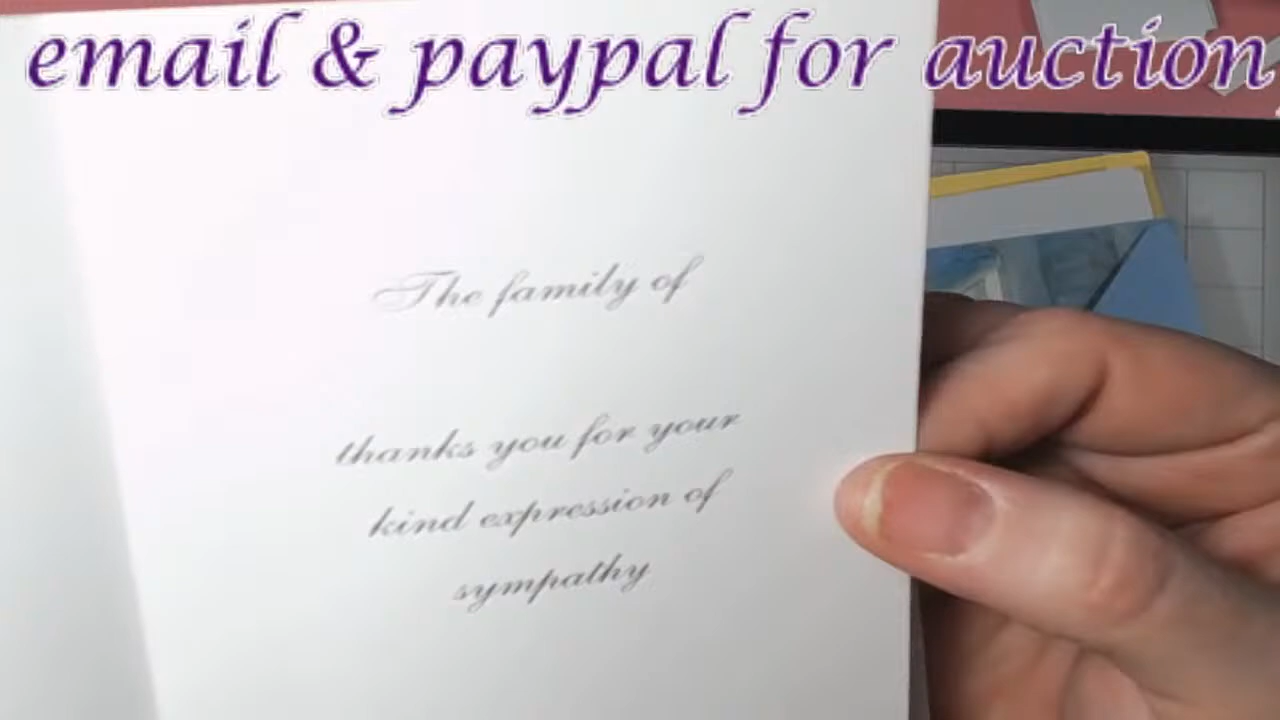 email & paypal for auction,
The family of
thanks you for your
kind expression of
sympathy